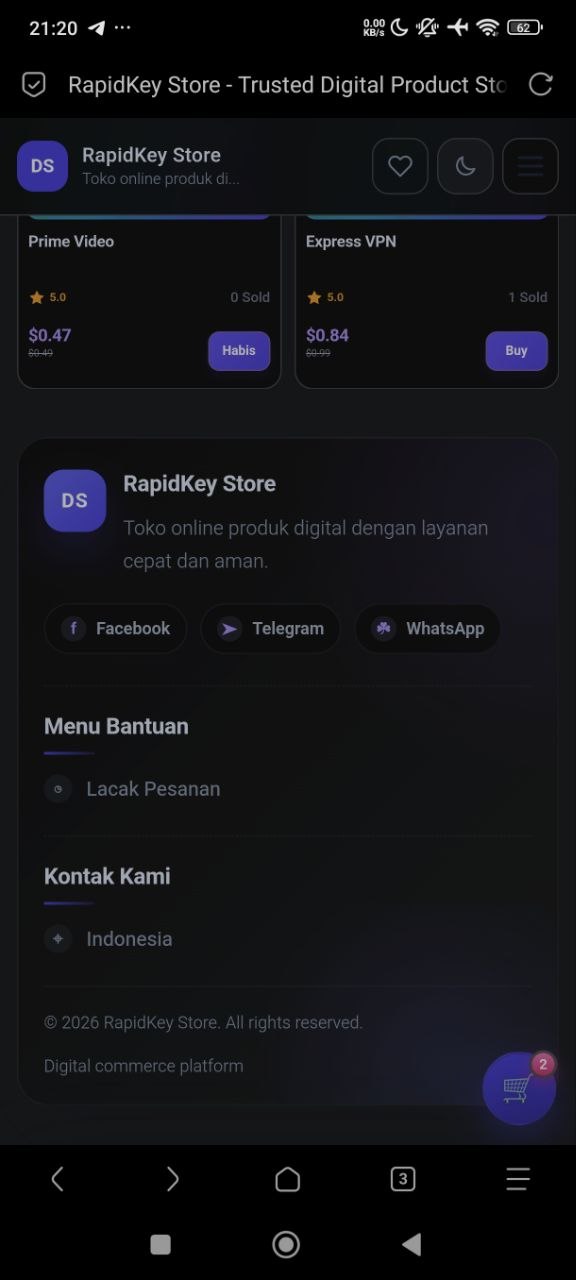 21:20
0.00
KB/s
62
RapidKey Store - Trusted Digital Product Sto
DS
RapidKey Store
Toko online produk di...
Prime Video
5.0
0 Sold
$0.47
$0.49
Habis
Express VPN
5.0
1 Sold
$0.84
$0.99
Buy
DS
RapidKey Store
Toko online produk digital dengan layanan
cepat dan aman.
f Facebook
Telegram
WhatsApp
Menu Bantuan
Lacak Pesanan
Kontak Kami
Indonesia
© 2026 RapidKey Store. All rights reserved.
Digital commerce platform
2
3